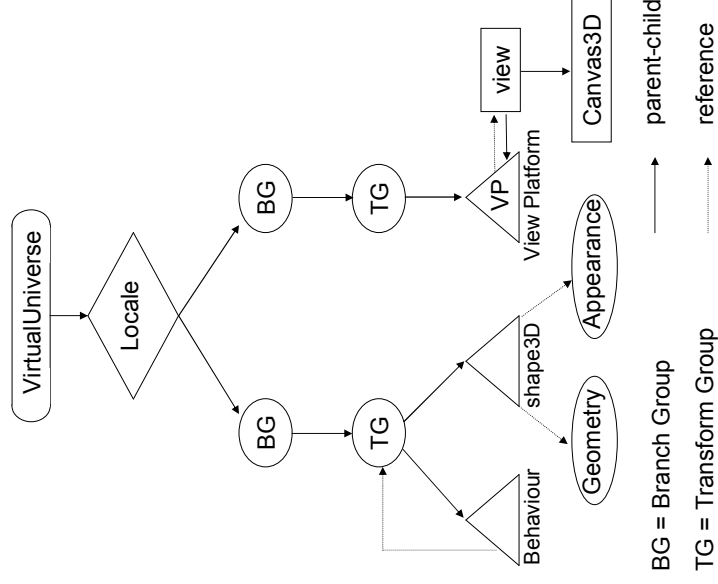 VirtualUniverse
Locale
BG
BG
TG
TG
Behaviour
shape3D
VP
View Platform
view
Geometry
Appearance
Canvas3D
BG = Branch Group
parent-child
TG = Transform Group
reference